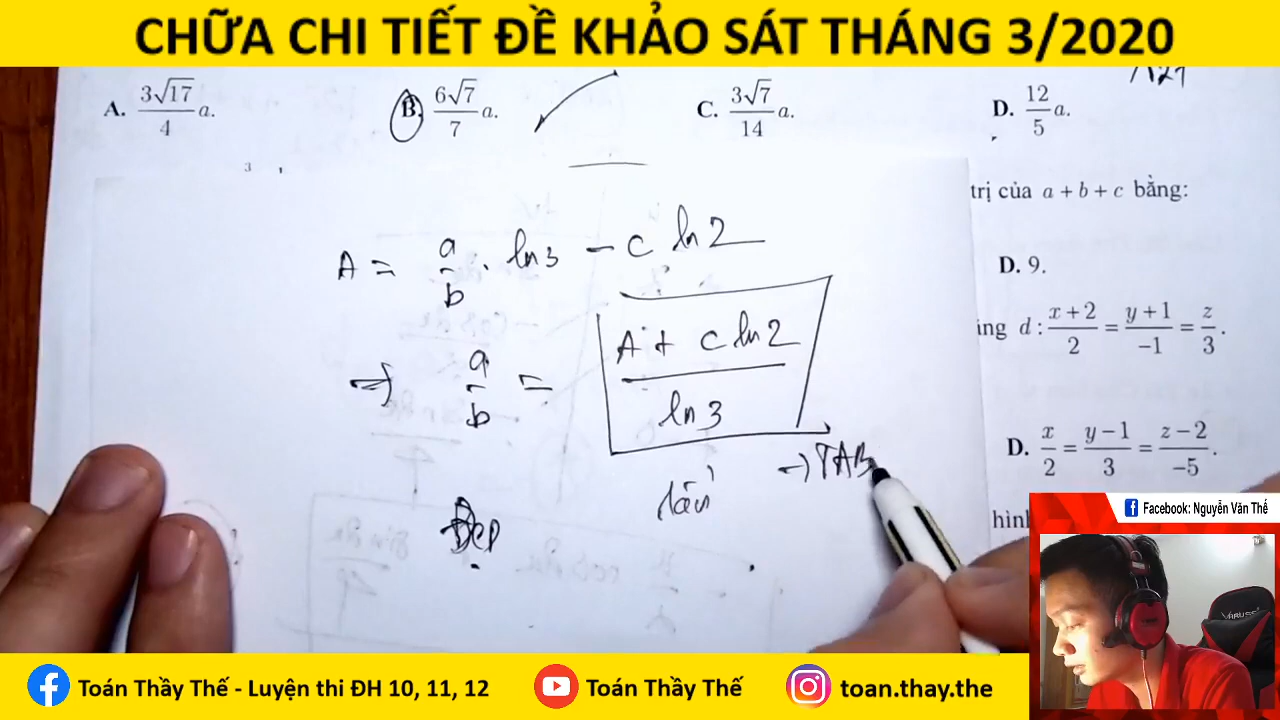 CHỮA CHI TIẾT ĐỀ KHẢO SÁT THÁNG 3/2020
A. 3√17/4 a. B. 6√7/7 a. C. 3√7/14 a. D. 12/5 a.
trị của a + b + c bằng:
A = a/b . ln3 - c ln2
D. 9.
ing d : x+2/2 = y+1/-1 = z/3.
⇒ a/b = A + c ln2 / ln3
D. x/2 = y-1/3 = z-2/-5.
→ TAB
Đẹp
hình
Facebook: Nguyễn Văn Thế
Toán Thầy Thế - Luyện thi ĐH 10, 11, 12
Toán Thầy Thế
toan.thay.the